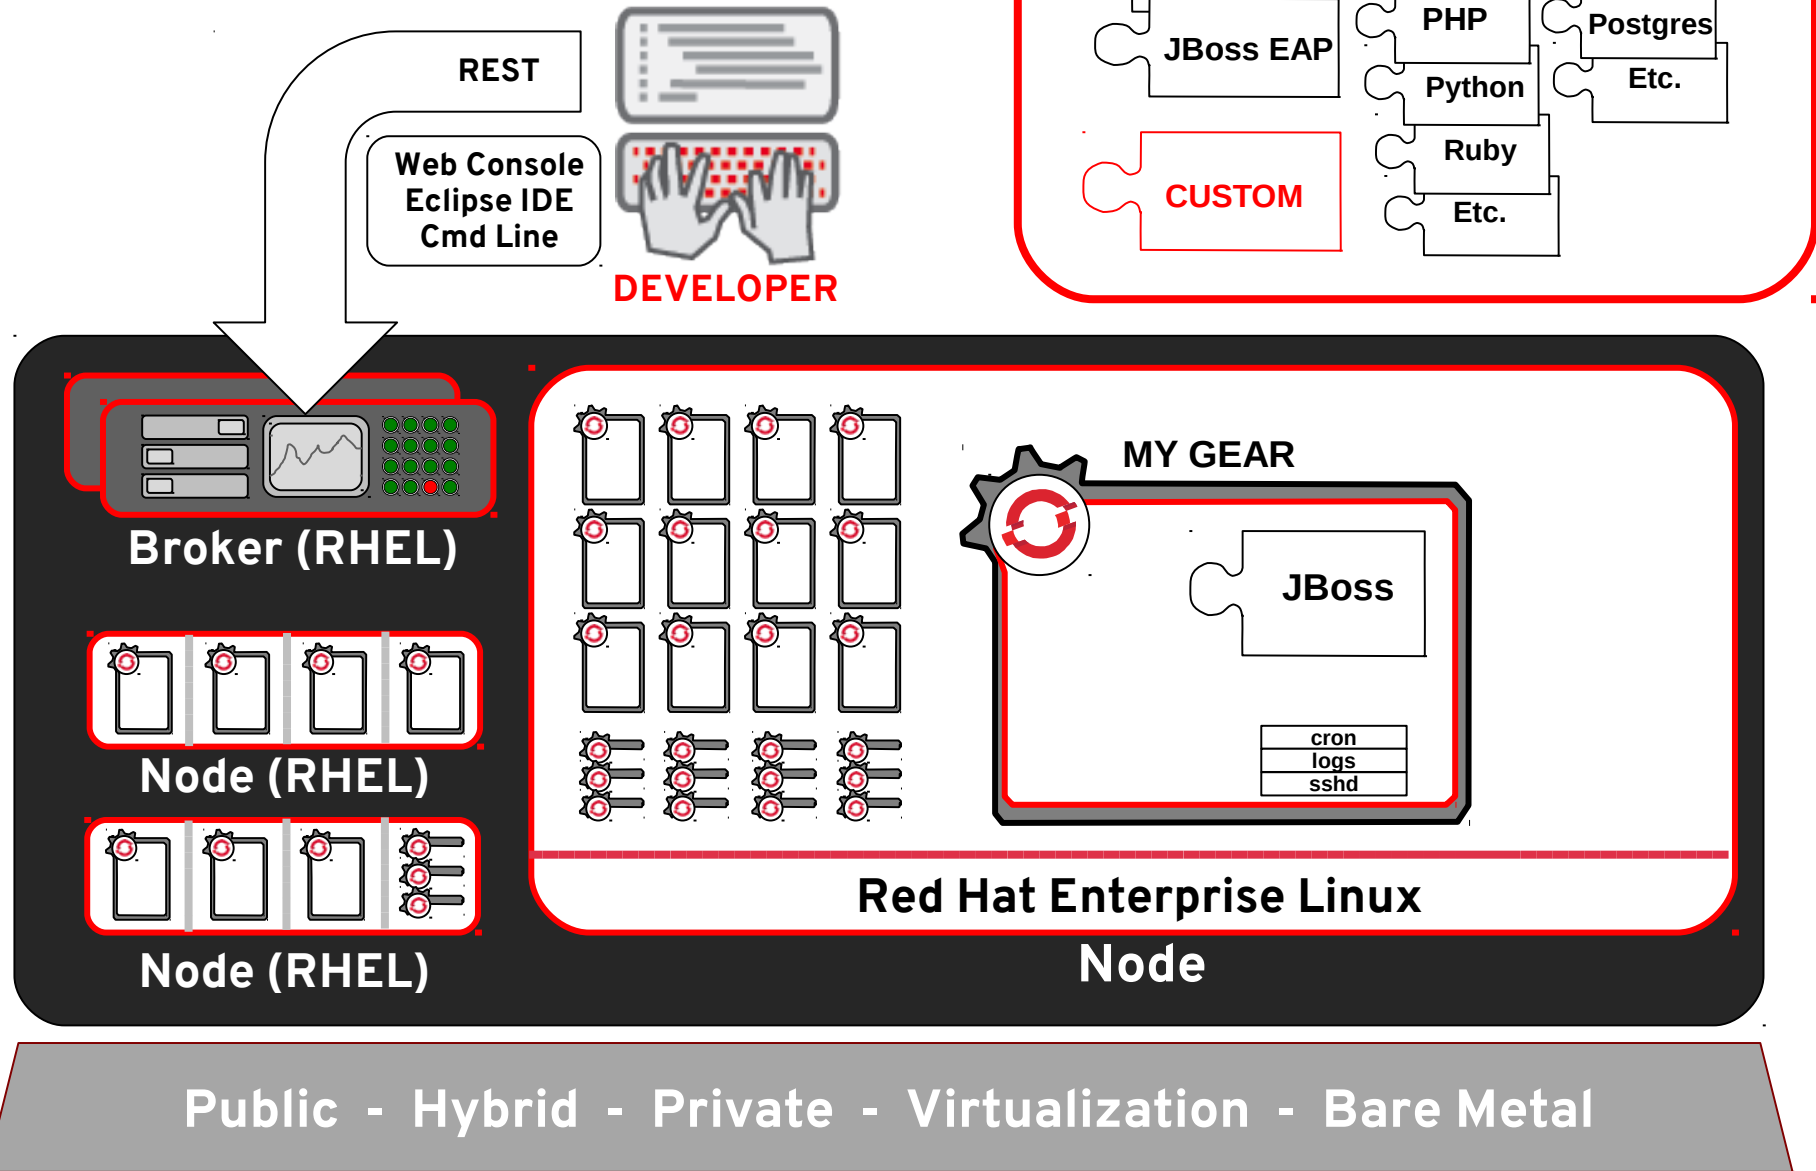 REST
Web Console
Eclipse IDE
Cmd Line
DEVELOPER
JBoss EAP
PHP
Postgres
Python
Etc.
Ruby
Etc.
CUSTOM
Broker (RHEL)
Node (RHEL)
Node (RHEL)
MY GEAR
JBoss
cron
logs
sshd
Red Hat Enterprise Linux
Node
Public - Hybrid - Private - Virtualization - Bare Metal